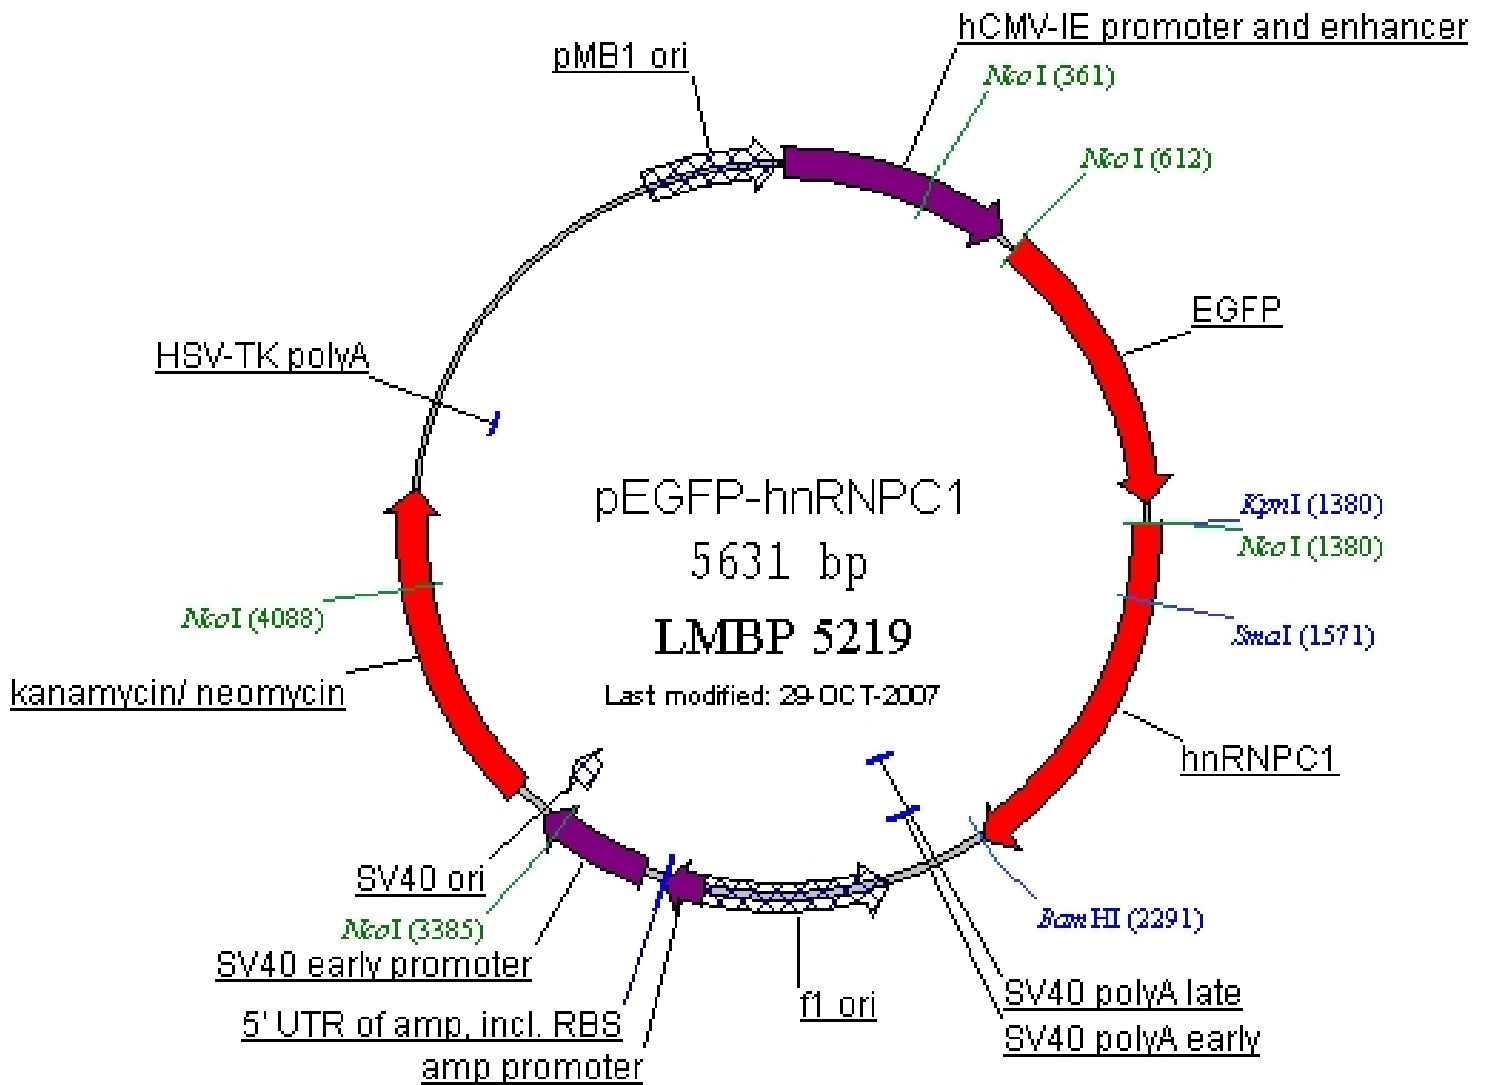 hCMV-IE promoter and enhancer
pMB1 ori
NcoI (361)
NcoI (612)
EGFP
HSV-TK polyA
pEGFP-hnRNPC1
KpnI (1380)
NcoI (1380)
5631 bp
NcoI (4088)
LMBP 5219
SmaI (1571)
kanamycin/ neomycin
Last modified: 29-OCT-2007
hnRNPC1
SV40 ori
NcoI (3385)
BamHI (2291)
SV40 early promoter
SV40 polyA late
f1 ori
5' UTR of amp, incl. RBS
SV40 polyA early
amp promoter